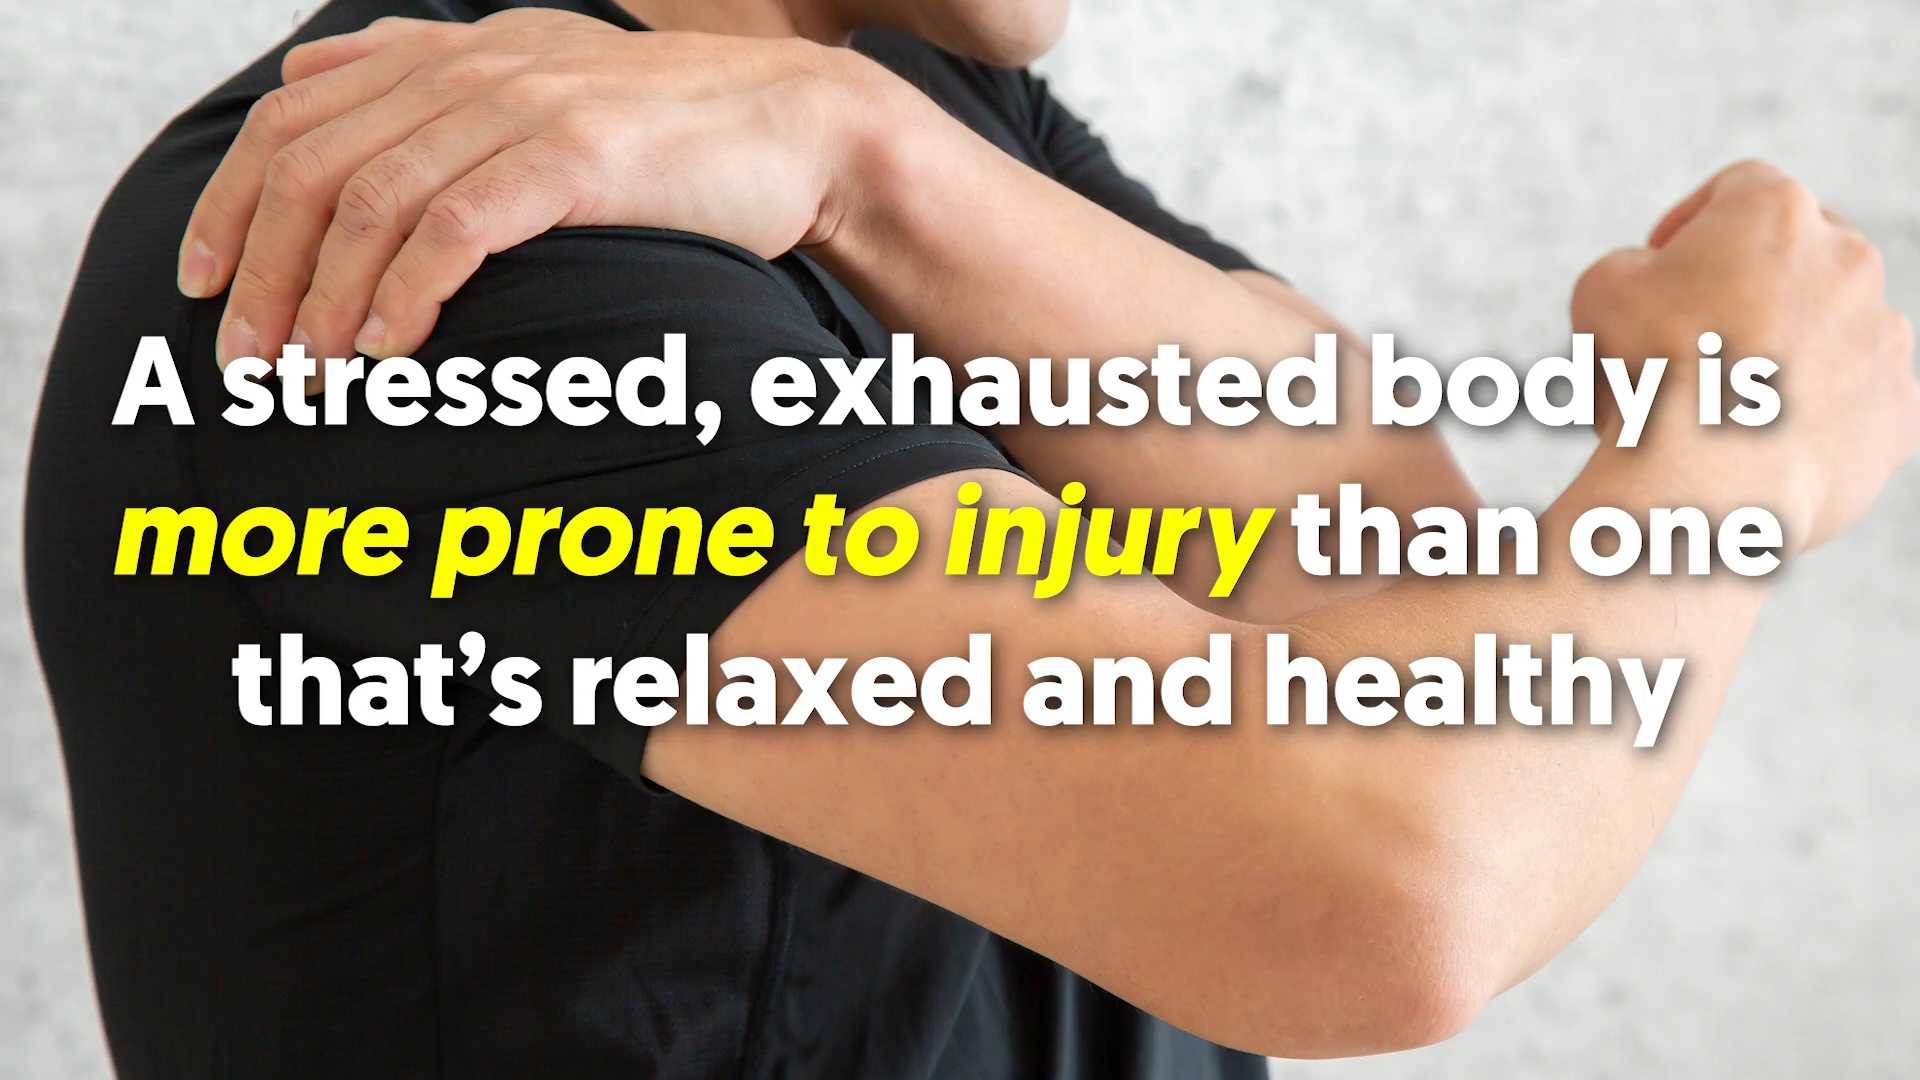 A stressed, exhausted body is
more prone to injury than one
that’s relaxed and healthy